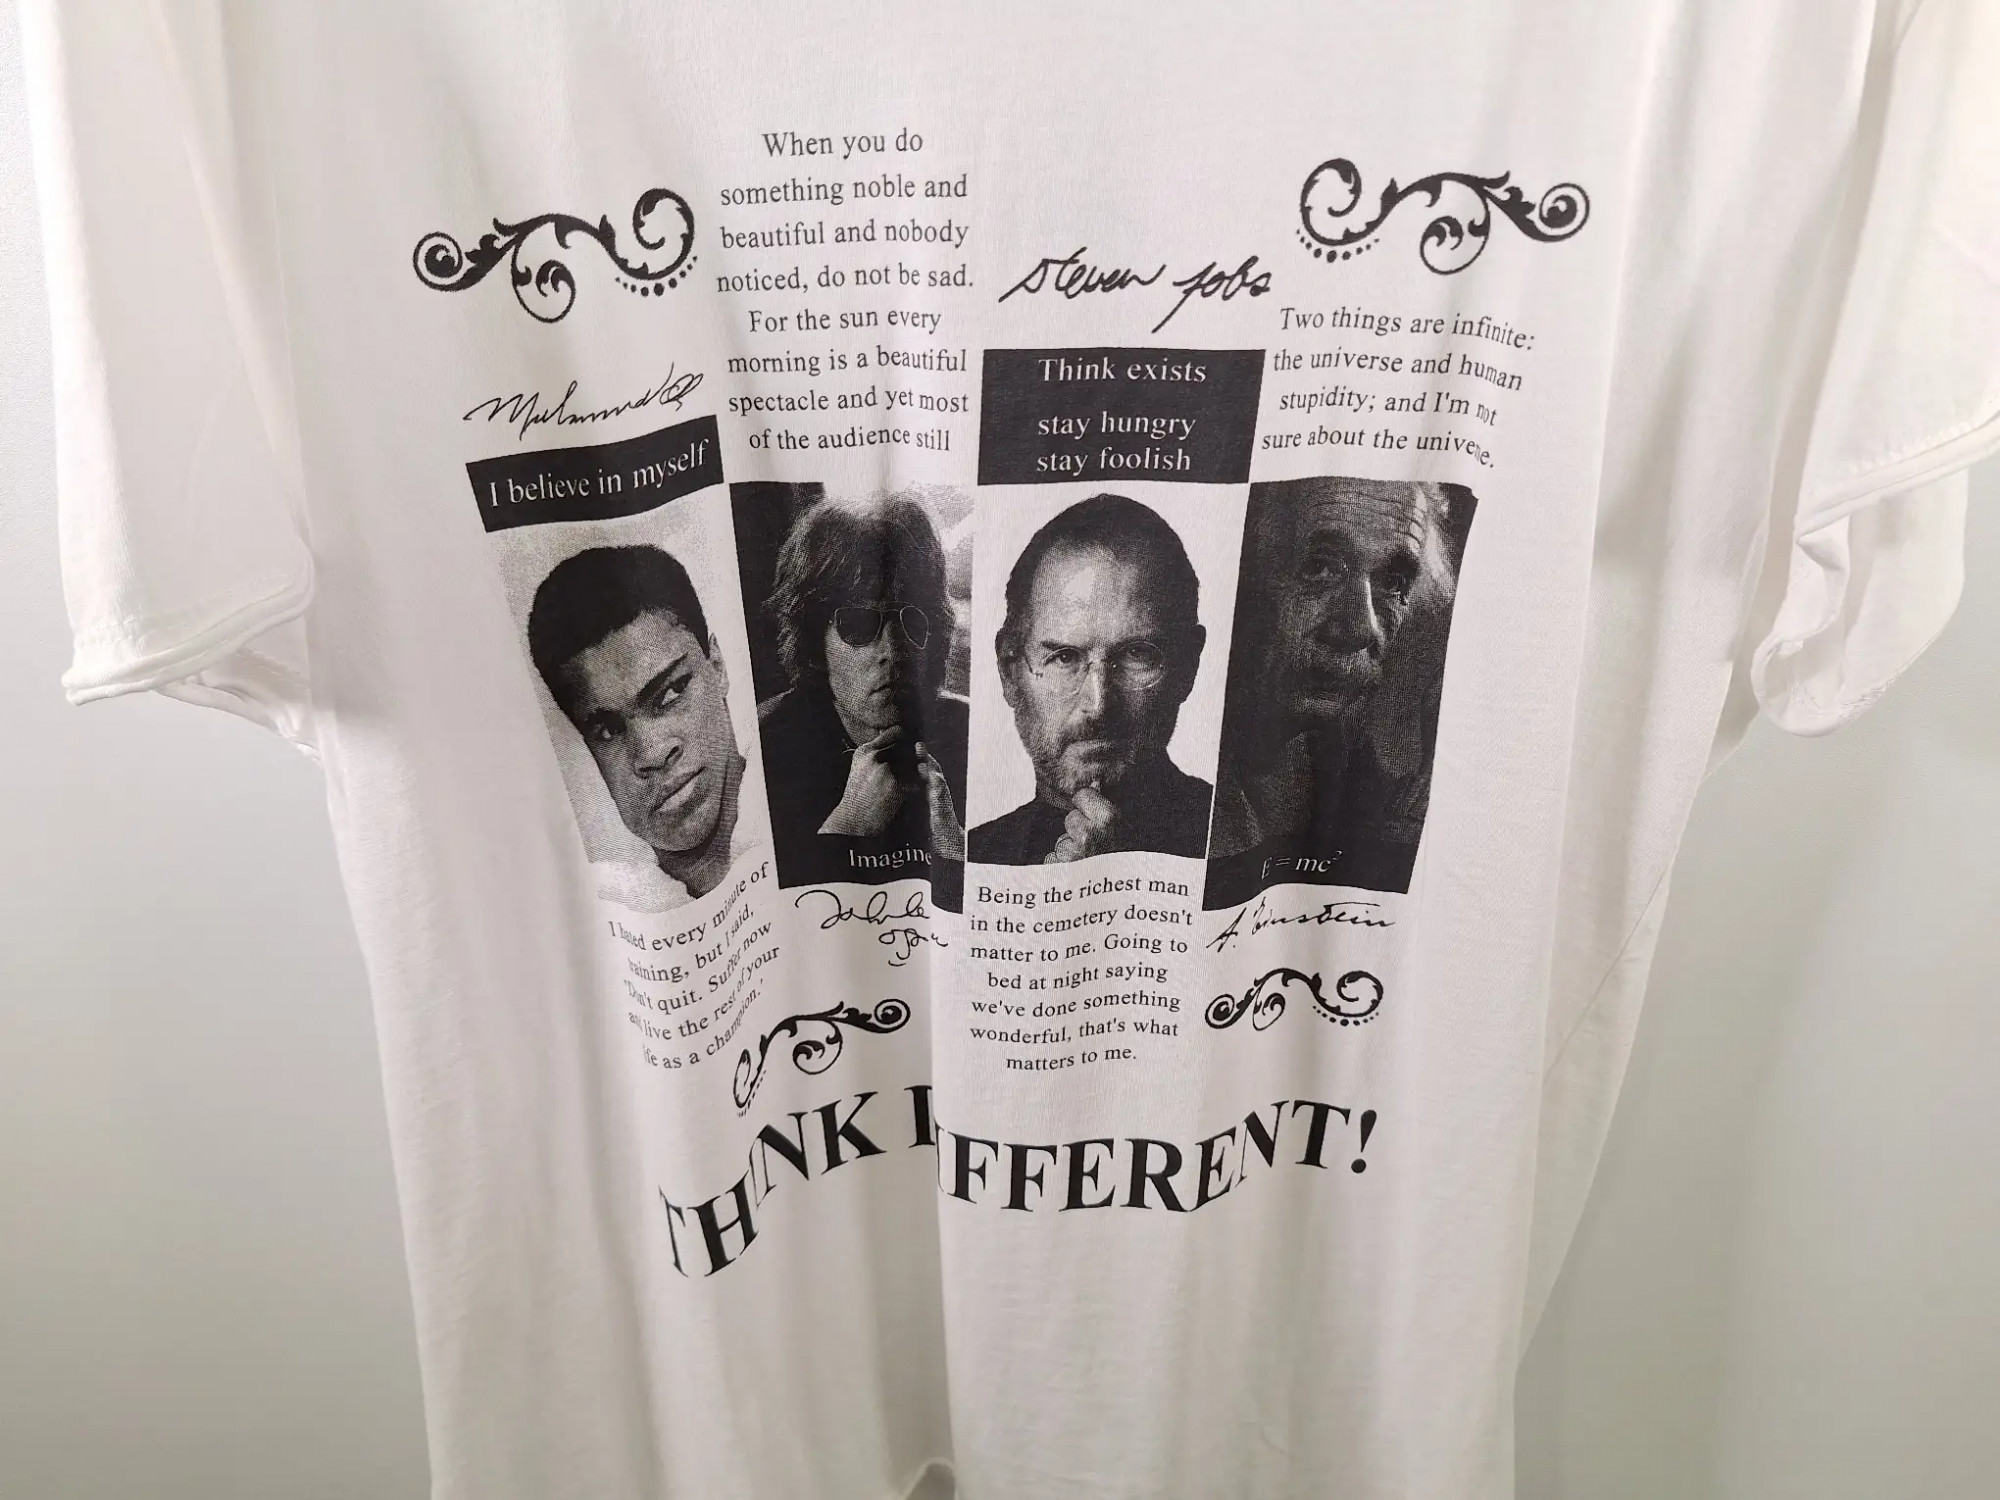 When you do
something noble and
beautiful and nobody
noticed, do not be sad.
For the sun every
morning is a beautiful
spectacle and yet most
of the audience still
Muhammad Ali
I believe in myself
steven jobs
Think exists
stay hungry
stay foolish
Two things are infinite:
the universe and human
stupidity; and I'm not
sure about the universe.
Imagine
E = mc²
I hated every minute of
training, but I said,
'Don't quit. Suffer now
and live the rest of your
life as a champion.'
Being the richest man
in the cemetery doesn't
matter to me. Going to
bed at night saying
we've done something
wonderful, that's what
matters to me.
A. Einstein
THINK DIFFERENT!